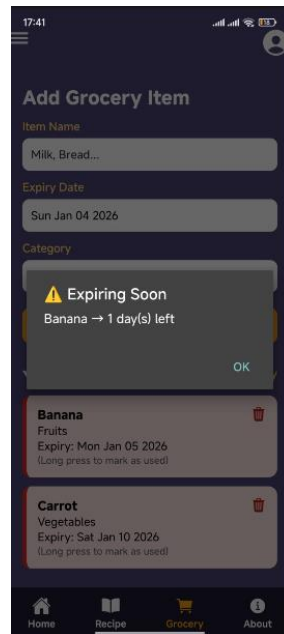 17:41
Add Grocery Item
Item Name
Milk, Bread...
Expiry Date
Sun Jan 04 2026
Category
⚠️ Expiring Soon
Banana → 1 day(s) left
OK
Banana
Fruits
Expiry: Mon Jan 05 2026
(Long press to mark as used)
Carrot
Vegetables
Expiry: Sat Jan 10 2026
(Long press to mark as used)
Home Recipe Grocery About